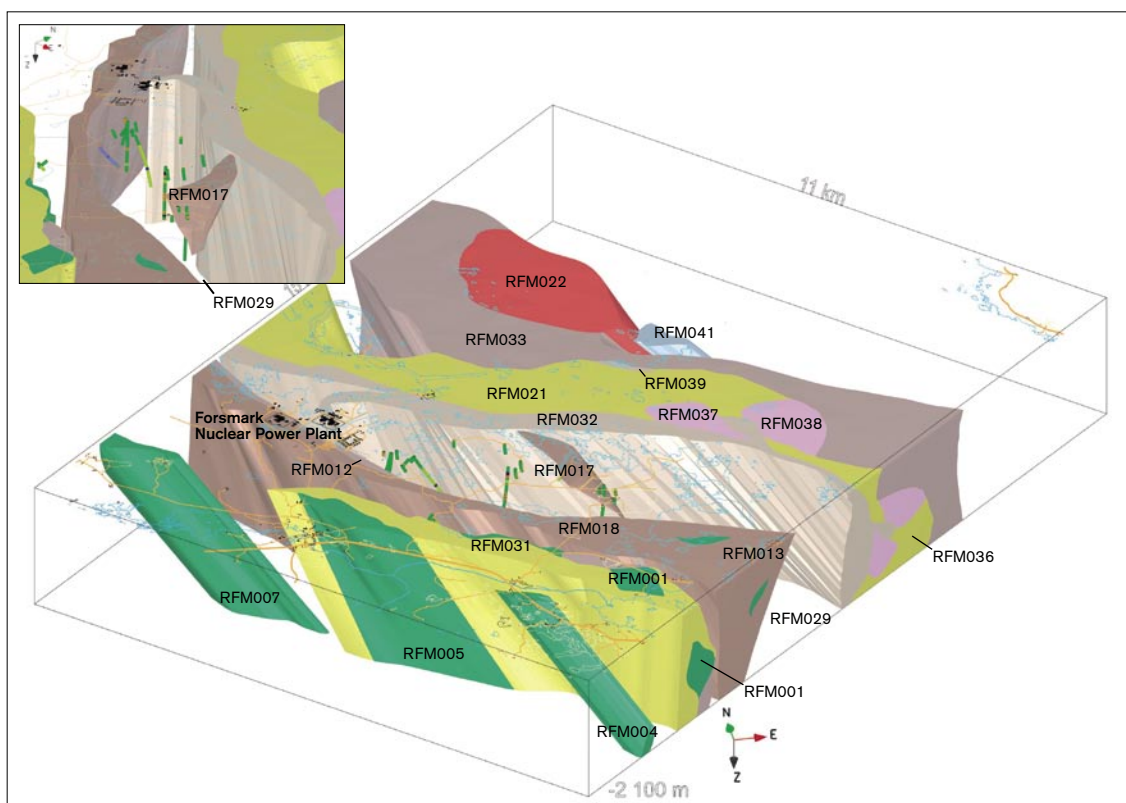 N
E
Z
RFM017
RFM029
11 km
RFM022
RFM041
RFM033
RFM039
RFM021
RFM037
RFM032
RFM038
Forsmark
Nuclear Power Plant
RFM012
RFM017
RFM018
RFM031
RFM013
RFM036
RFM001
RFM007
RFM029
RFM005
RFM001
RFM004
N
E
Z
-2 100 m